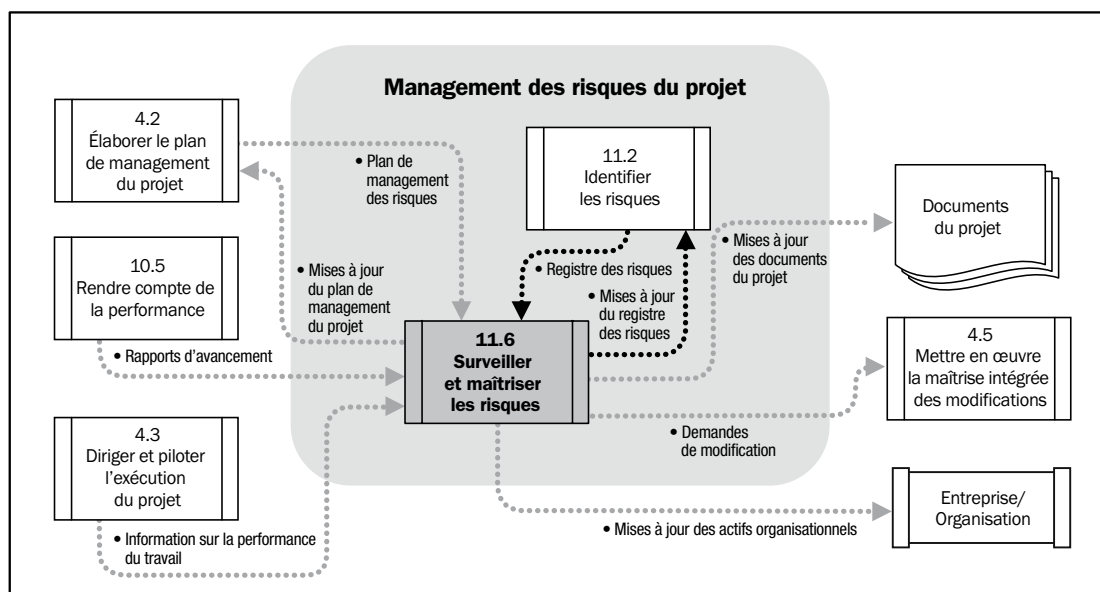 Management des risques du projet
4.2
Élaborer le plan
de management
du projet
11.2
Identifier
les risques
• Plan de
management
des risques
Documents
du projet
10.5
Rendre compte de
la performance
• Mises à jour
du plan de
management
du projet
• Registre des risques
• Mises à jour
du registre
des risques
• Mises à jour
des documents
du projet
• Rapports d’avancement
11.6
Surveiller
et maîtriser
les risques
4.5
Mettre en œuvre
la maîtrise intégrée
des modifications
4.3
Diriger et piloter
l’exécution
du projet
• Demandes
de modification
Entreprise/
Organisation
• Information sur la performance
du travail
• Mises à jour des actifs organisationnels